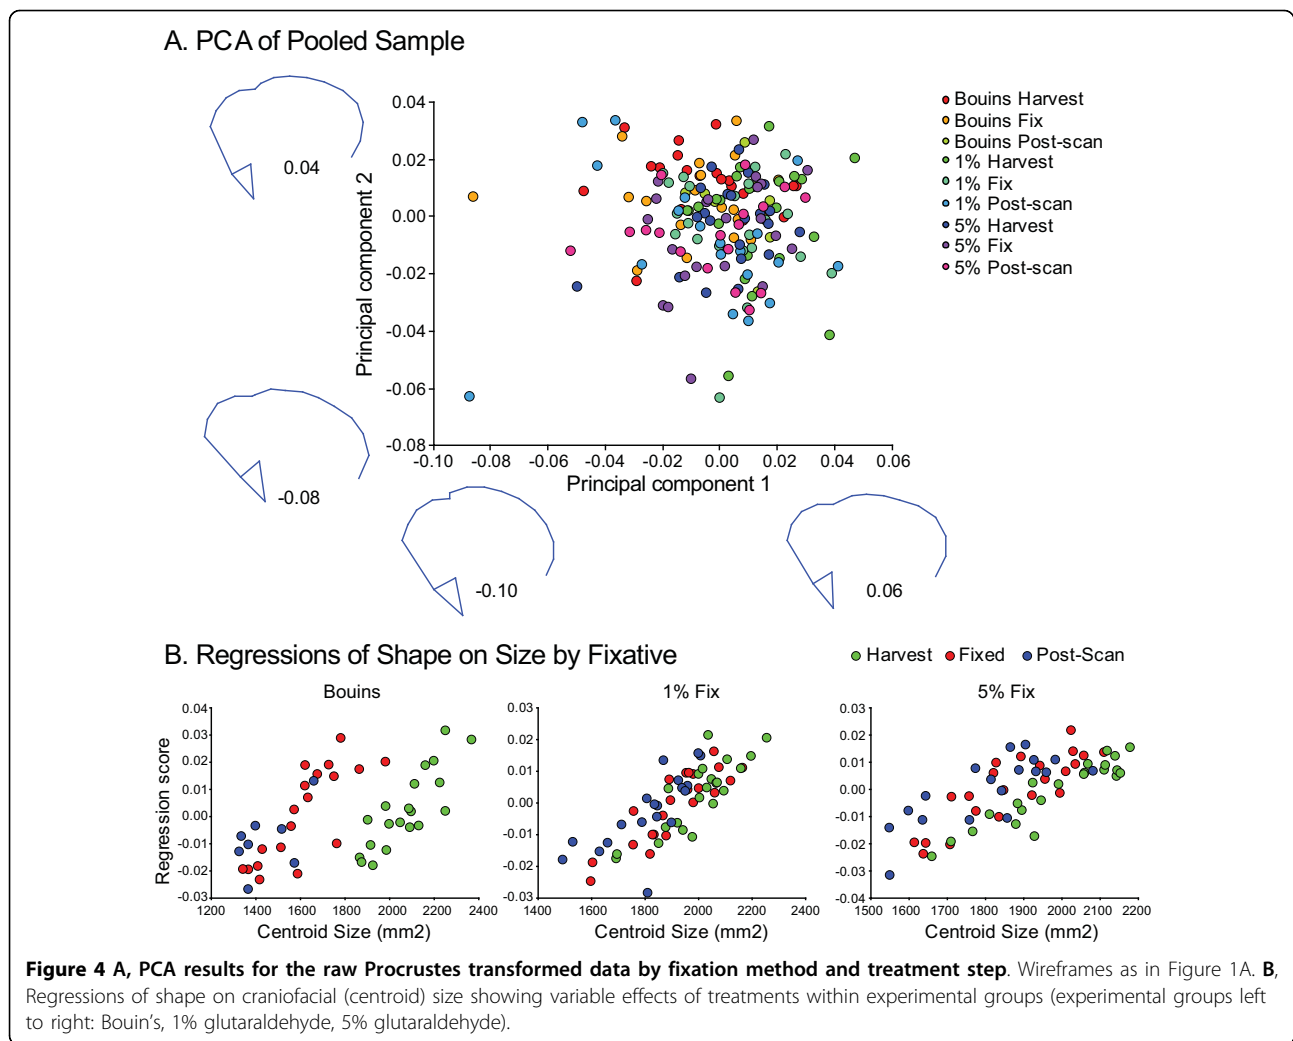 A. PCA of Pooled Sample
0.04
-0.08
-0.10
0.06
Principal component 2
0.04
0.02
0.00
-0.02
-0.04
-0.06
-0.08
-0.10 -0.08 -0.06 -0.04 -0.02 0.00 0.02 0.04 0.06
Principal component 1
Bouins Harvest
Bouins Fix
Bouins Post-scan
1% Harvest
1% Fix
1% Post-scan
5% Harvest
5% Fix
5% Post-scan
B. Regressions of Shape on Size by Fixative
Harvest Fixed Post-Scan
Bouins
Regression score
0.04
0.03
0.02
0.01
0.00
-0.01
-0.02
-0.03
1200 1400 1600 1800 2000 2200 2400
Centroid Size (mm2)
1% Fix
0.03
0.02
0.01
0.00
-0.01
-0.02
-0.03
1400 1600 1800 2000 2200 2400
Centroid Size (mm2)
5% Fix
0.03
0.02
0.01
0.00
-0.01
-0.02
-0.03
-0.04
1500 1600 1700 1800 1900 2000 2100 2200
Centroid Size (mm2)
Figure 4 A, PCA results for the raw Procrustes transformed data by fixation method and treatment step. Wireframes as in Figure 1A. B,
Regressions of shape on craniofacial (centroid) size showing variable effects of treatments within experimental groups (experimental groups left
to right: Bouin's, 1% glutaraldehyde, 5% glutaraldehyde).